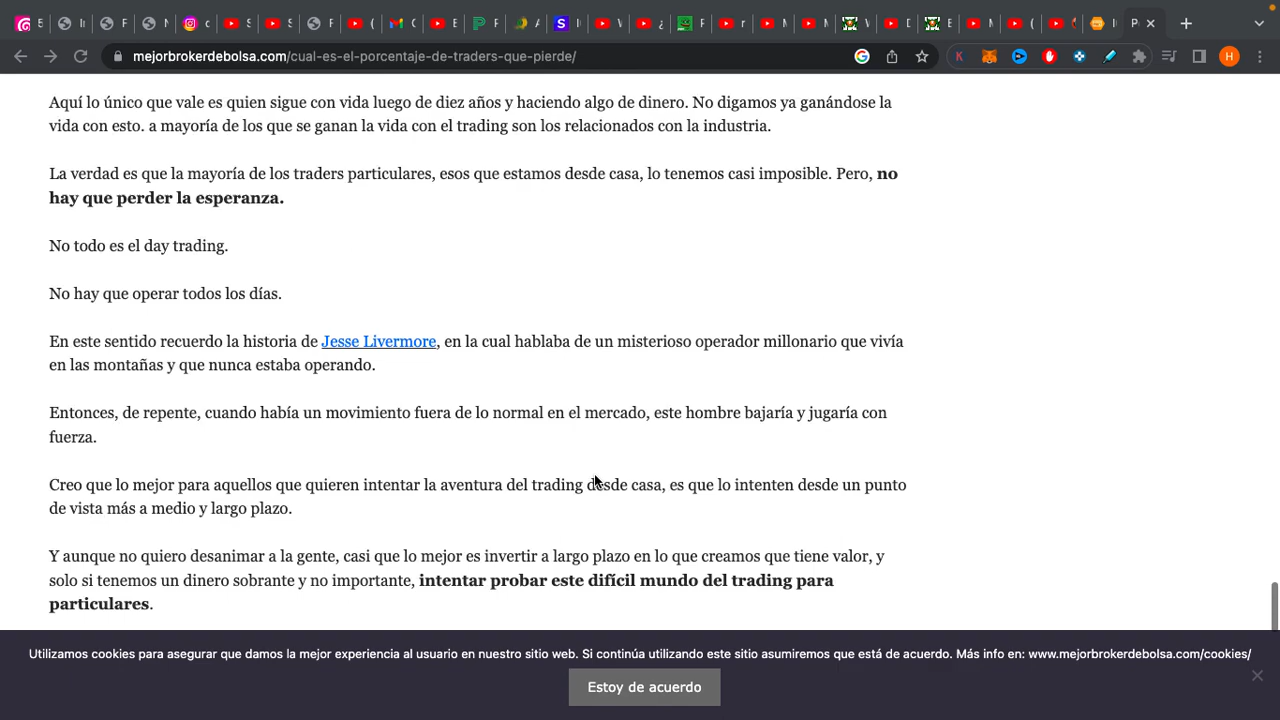 mejorbrokerdebolsa.com/cual-es-el-porcentaje-de-traders-que-pierde/
Aquí lo único que vale es quien sigue con vida luego de diez años y haciendo algo de dinero. No digamos ya ganándose la
vida con esto. a mayoría de los que se ganan la vida con el trading son los relacionados con la industria.
La verdad es que la mayoría de los traders particulares, esos que estamos desde casa, lo tenemos casi imposible. Pero, no
hay que perder la esperanza.
No todo es el day trading.
No hay que operar todos los días.
En este sentido recuerdo la historia de Jesse Livermore, en la cual hablaba de un misterioso operador millonario que vivía
en las montañas y que nunca estaba operando.
Entonces, de repente, cuando había un movimiento fuera de lo normal en el mercado, este hombre bajaría y jugaría con
fuerza.
Creo que lo mejor para aquellos que quieren intentar la aventura del trading desde casa, es que lo intenten desde un punto
de vista más a medio y largo plazo.
Y aunque no quiero desanimar a la gente, casi que lo mejor es invertir a largo plazo en lo que creamos que tiene valor, y
solo si tenemos un dinero sobrante y no importante, intentar probar este difícil mundo del trading para
particulares.
Utilizamos cookies para asegurar que damos la mejor experiencia al usuario en nuestro sitio web. Si continúa utilizando este sitio asumiremos que está de acuerdo. Más info en: www.mejorbrokerdebolsa.com/cookies/
Estoy de acuerdo